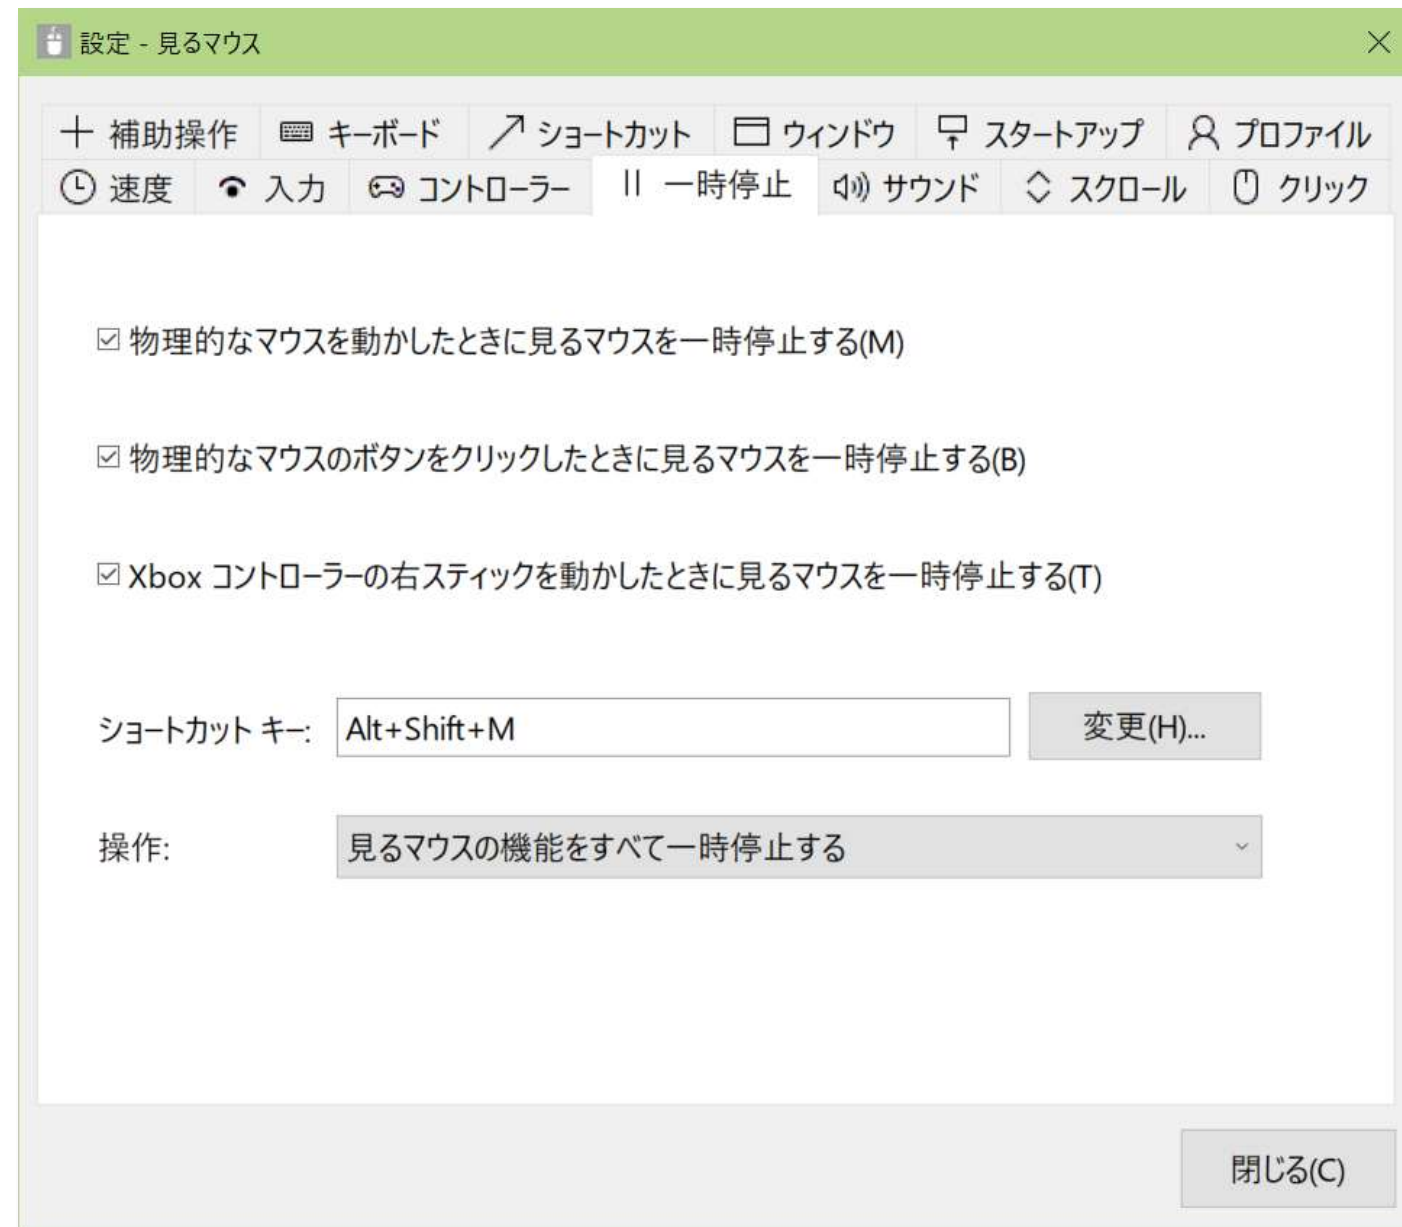 設定 - 見るマウス
補助操作 キーボード ショートカット ウィンドウ スタートアップ プロファイル
速度 入力 コントローラー 一時停止 サウンド スクロール クリック
物理的なマウスを動かしたときに見るマウスを一時停止する(M)
物理的なマウスのボタンをクリックしたときに見るマウスを一時停止する(B)
Xbox コントローラーの右スティックを動かしたときに見るマウスを一時停止する(T)
ショートカット キー: Alt+Shift+M 変更(H)...
操作: 見るマウスの機能をすべて一時停止する
閉じる(C)